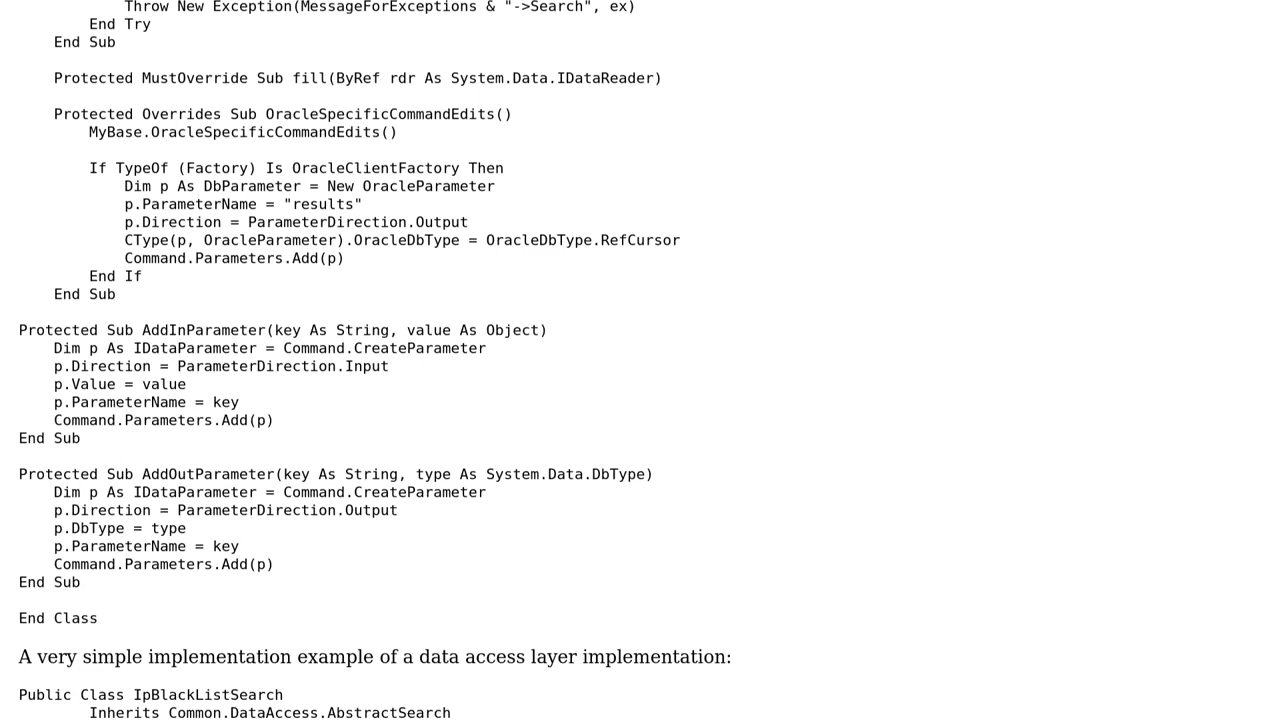 Throw New Exception(MessageForExceptions & "->Search", ex)
        End Try
    End Sub

    Protected MustOverride Sub fill(ByRef rdr As System.Data.IDataReader)

    Protected Overrides Sub OracleSpecificCommandEdits()
        MyBase.OracleSpecificCommandEdits()

        If TypeOf (Factory) Is OracleClientFactory Then
            Dim p As DbParameter = New OracleParameter
            p.ParameterName = "results"
            p.Direction = ParameterDirection.Output
            CType(p, OracleParameter).OracleDbType = OracleDbType.RefCursor
            Command.Parameters.Add(p)
        End If
    End Sub

Protected Sub AddInParameter(key As String, value As Object)
    Dim p As IDataParameter = Command.CreateParameter
    p.Direction = ParameterDirection.Input
    p.Value = value
    p.ParameterName = key
    Command.Parameters.Add(p)
End Sub

Protected Sub AddOutParameter(key As String, type As System.Data.DbType)
    Dim p As IDataParameter = Command.CreateParameter
    p.Direction = ParameterDirection.Output
    p.DbType = type
    p.ParameterName = key
    Command.Parameters.Add(p)
End Sub

End Class

A very simple implementation example of a data access layer implementation:

Public Class IpBlackListSearch
        Inherits Common.DataAccess.AbstractSearch